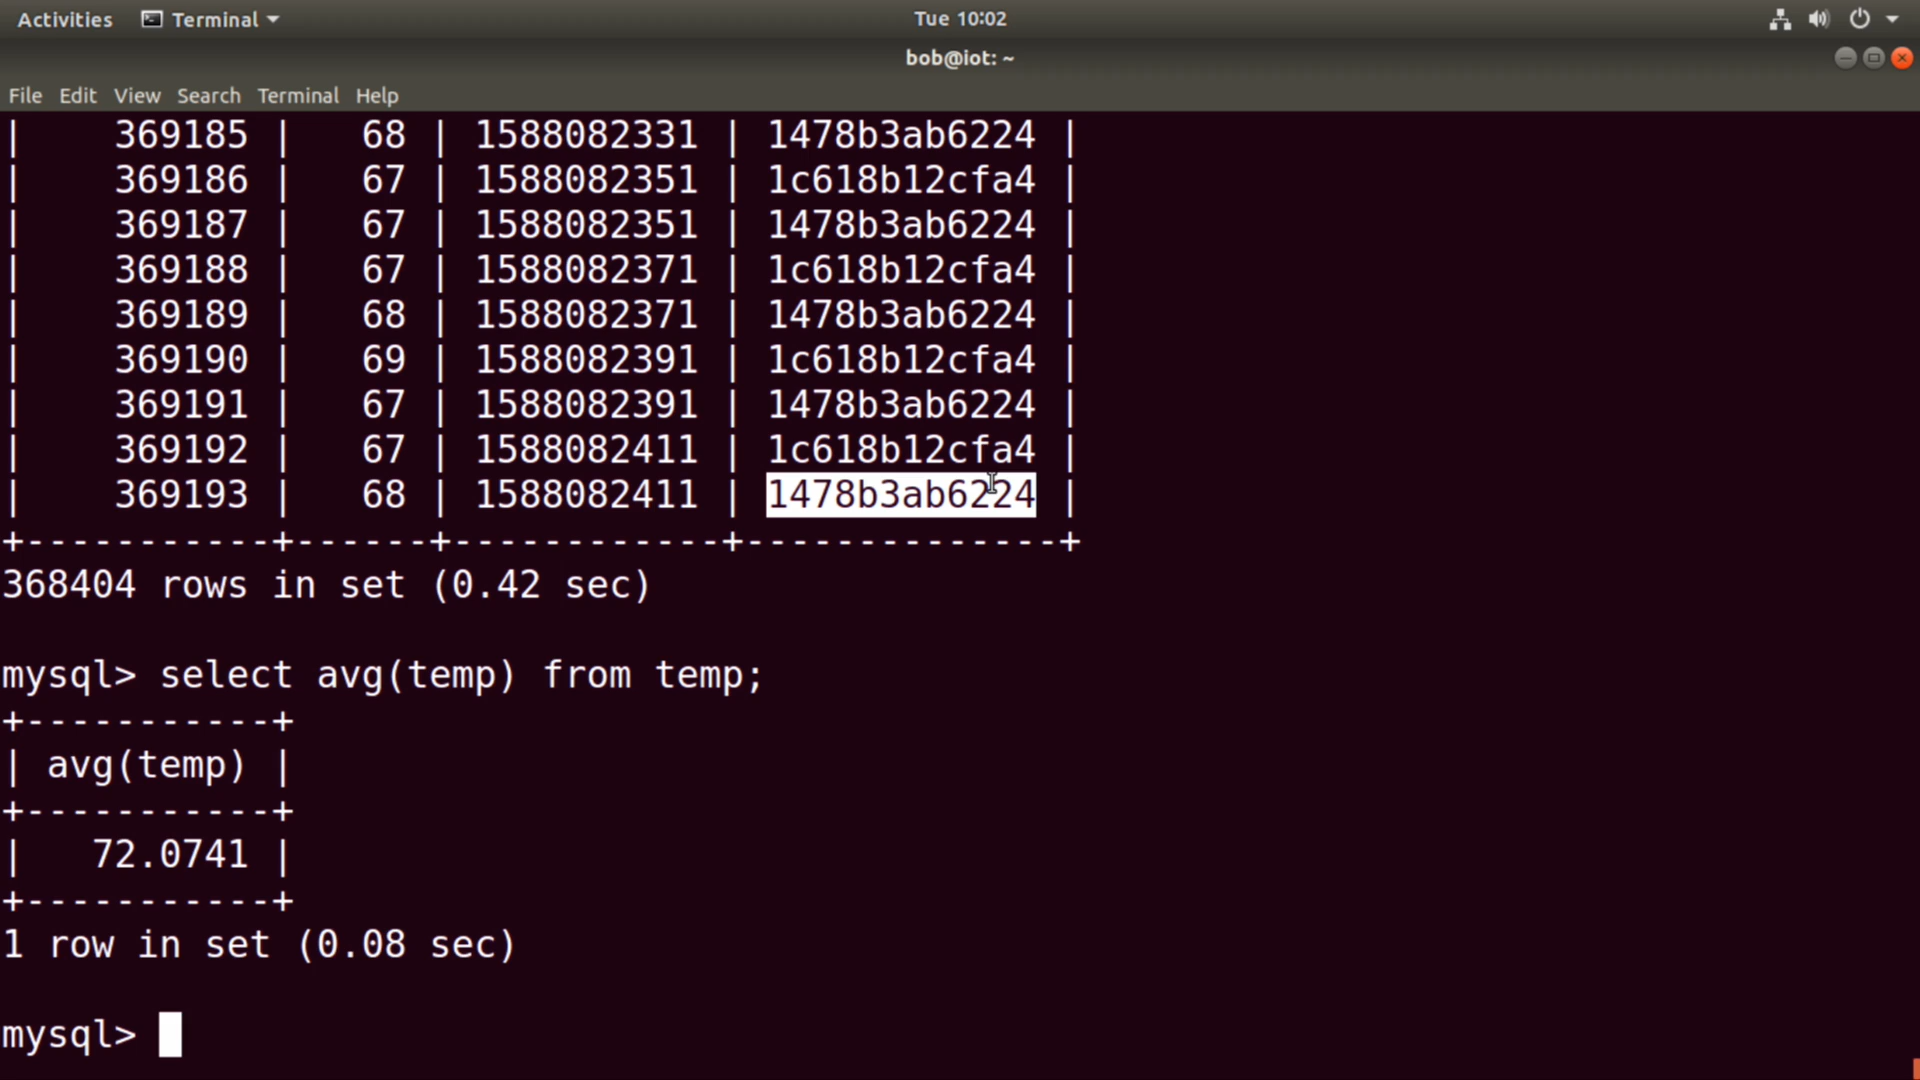 Activities Terminal Tue 10:02
bob@iot: ~
File Edit View Search Terminal Help
| 369185 | 68 | 1588082331 | 1478b3ab6224 |
| 369186 | 67 | 1588082351 | 1c618b12cfa4 |
| 369187 | 67 | 1588082351 | 1478b3ab6224 |
| 369188 | 67 | 1588082371 | 1c618b12cfa4 |
| 369189 | 68 | 1588082371 | 1478b3ab6224 |
| 369190 | 69 | 1588082391 | 1c618b12cfa4 |
| 369191 | 67 | 1588082391 | 1478b3ab6224 |
| 369192 | 67 | 1588082411 | 1c618b12cfa4 |
| 369193 | 68 | 1588082411 | 1478b3ab6224 |
+-----------+------+------------+--------------+
368404 rows in set (0.42 sec)
mysql> select avg(temp) from temp;
+-----------+
| avg(temp) |
+-----------+
| 72.0741 |
+-----------+
1 row in set (0.08 sec)
mysql>